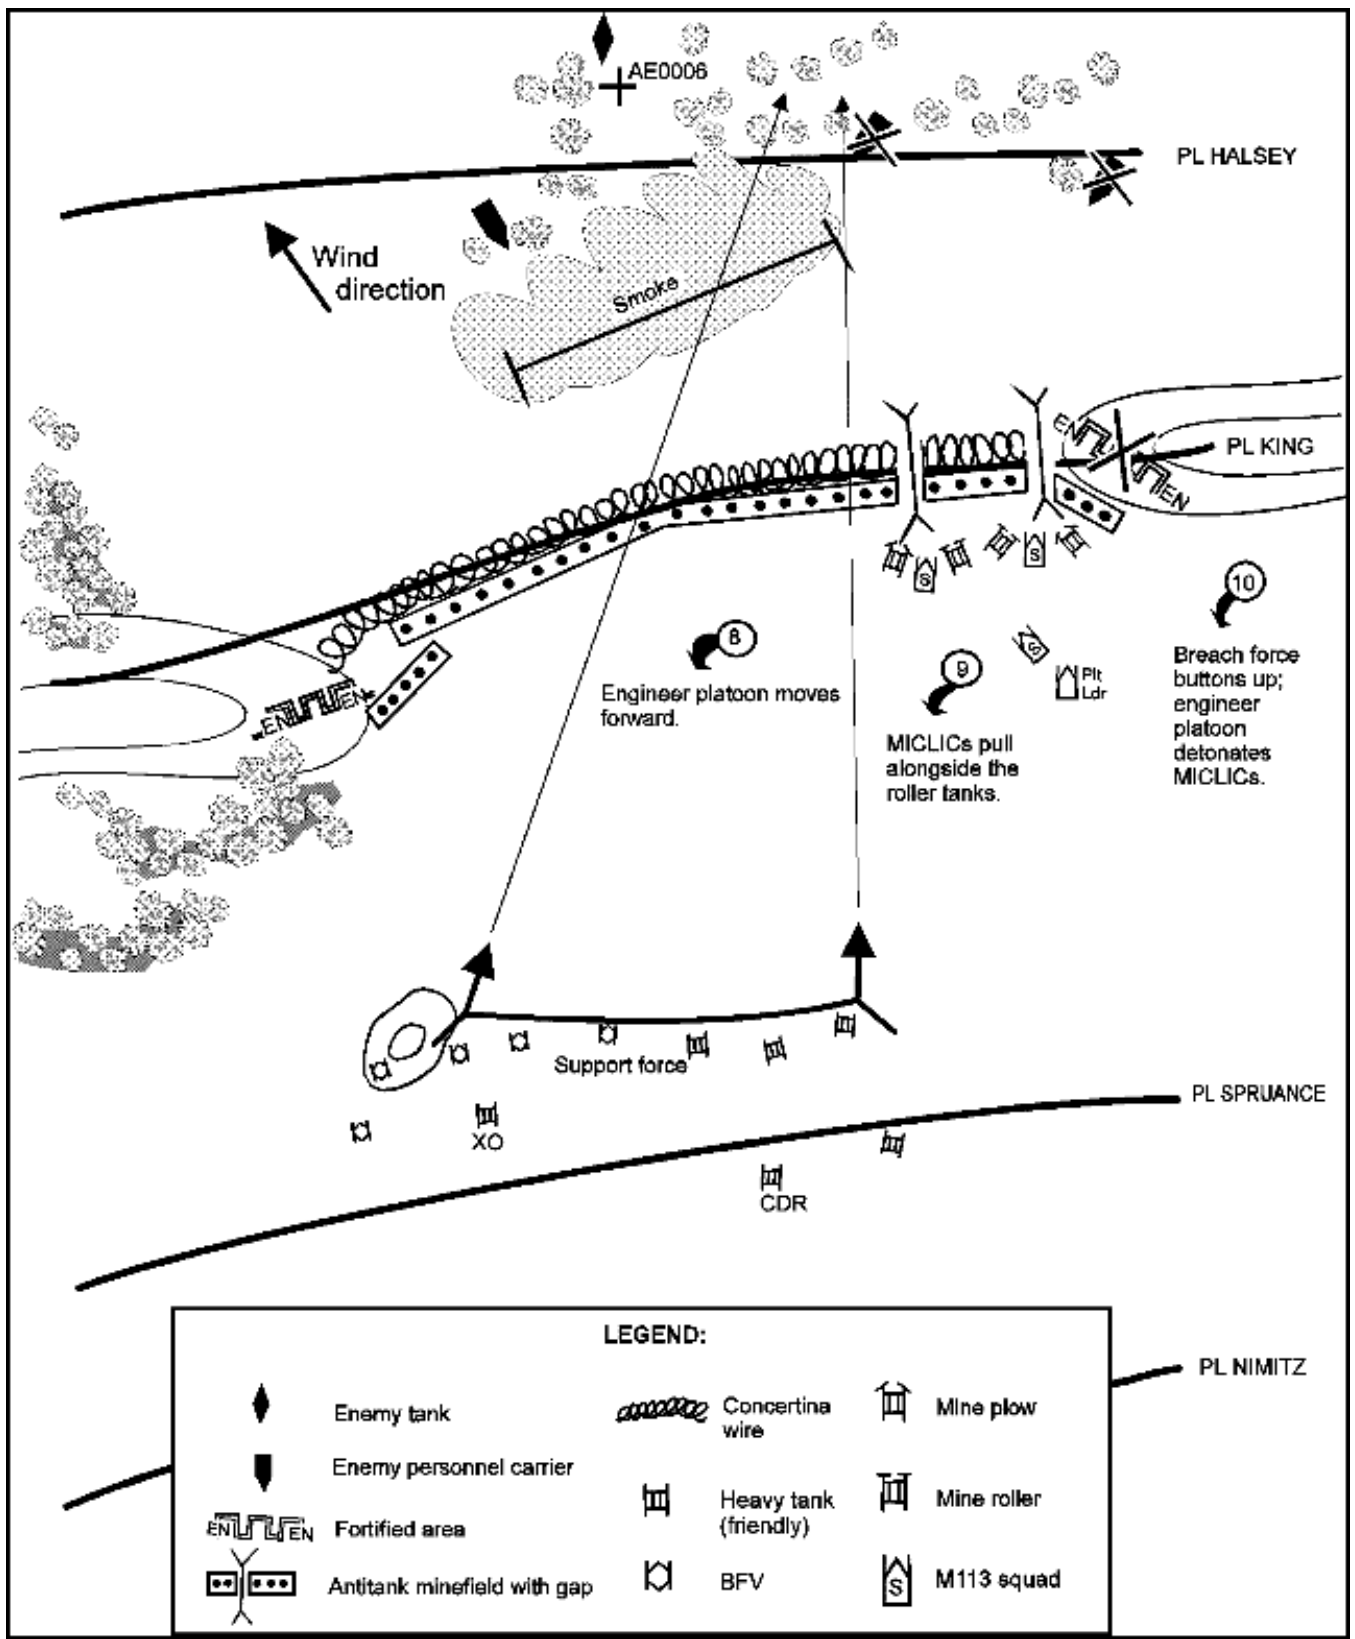 AE0006
PL HALSEY
Wind
direction
Smoke
EN
EN
PL KING
S
S
8
Engineer platoon moves
forward.
S
Plt
Ldr
9
MICLICs pull
alongside the
roller tanks.
10
Breach force
buttons up;
engineer
platoon
detonates
MICLICs.
EN
EN
Support force
XO
PL SPRUANCE
CDR
PL NIMITZ
LEGEND:
Enemy tank
Enemy personnel carrier
EN
EN
Fortified area
Antitank minefield with gap
Concertina
wire
Heavy tank
(friendly)
BFV
Mine plow
Mine roller
S
M113 squad